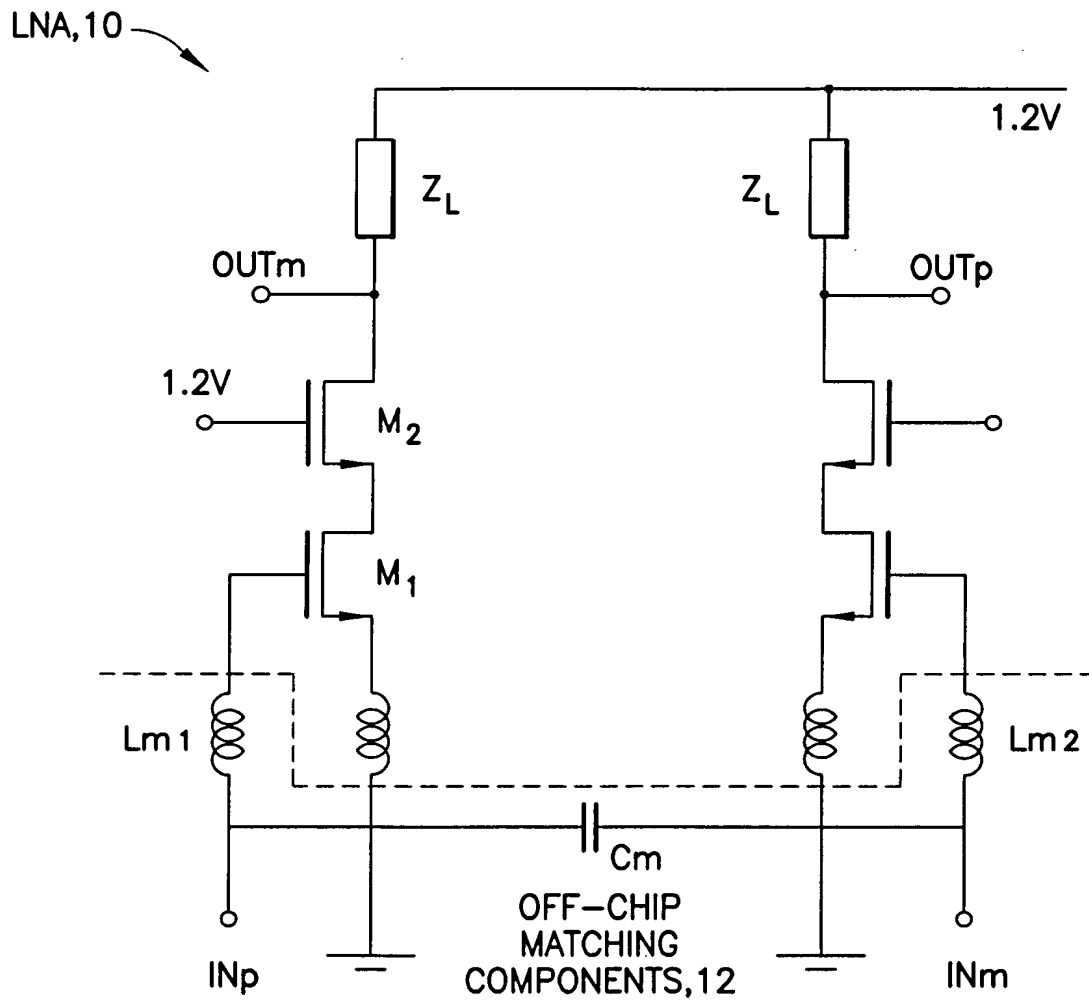 LNA,10
1.2V
Z_L
Z_L
OUTm
OUTp
1.2V
M_2
M_1
Lm1
Lm2
Cm
OFF-CHIP
MATCHING
COMPONENTS,12
INp
INm